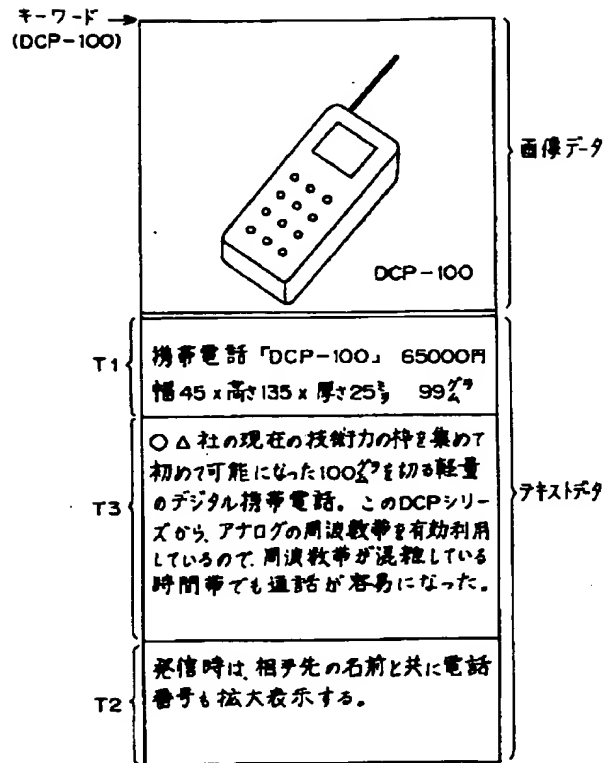 キーワード
(DCP-100)
画像データ
DCP-100
T1
携帯電話「DCP-100」 65000円
幅45×高さ135×厚さ25ミリ 99グラム
T3
○△社の現在の技術力の枠を集めて
初めて可能になった100グラムを切る軽量
のデジタル携帯電話。このDCPシリー
ズから、アナログの周波数帯を有効利用
しているので、周波数帯が混雑している
時間帯でも通話が容易になった。
テキストデータ
T2
発信時は、相手先の名前と共に電話
番号も拡大表示する。